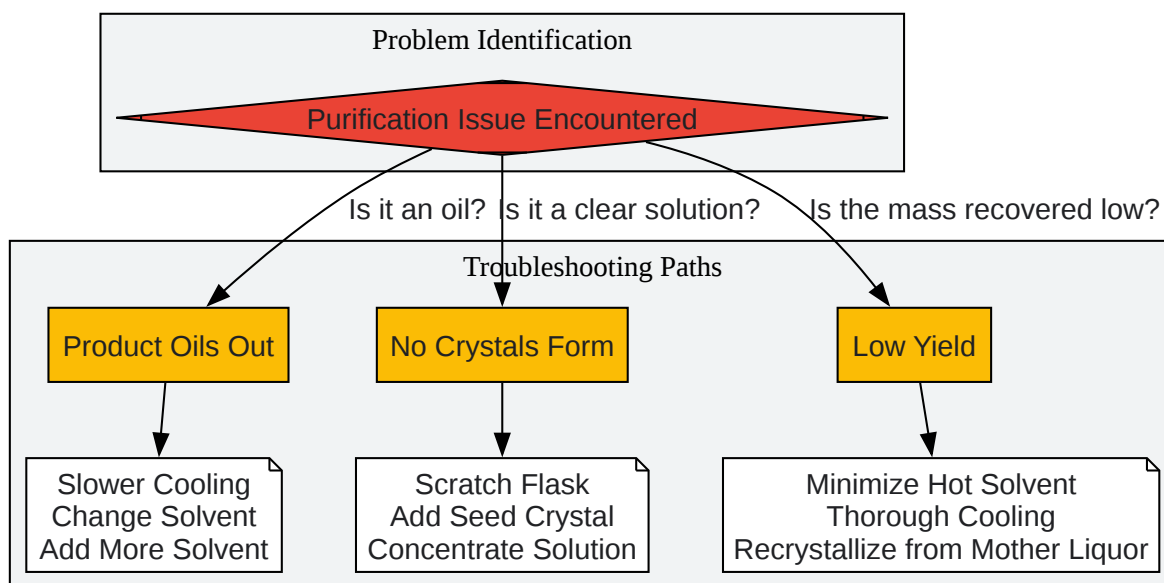 Problem Identification
Purification Issue Encountered
Is it an oil?
Is it a clear solution?
Is the mass recovered low?
Troubleshooting Paths
Product Oils Out
No Crystals Form
Low Yield
Slower Cooling
Change Solvent
Add More Solvent
Scratch Flask
Add Seed Crystal
Concentrate Solution
Minimize Hot Solvent
Thorough Cooling
Recrystallize from Mother Liquor